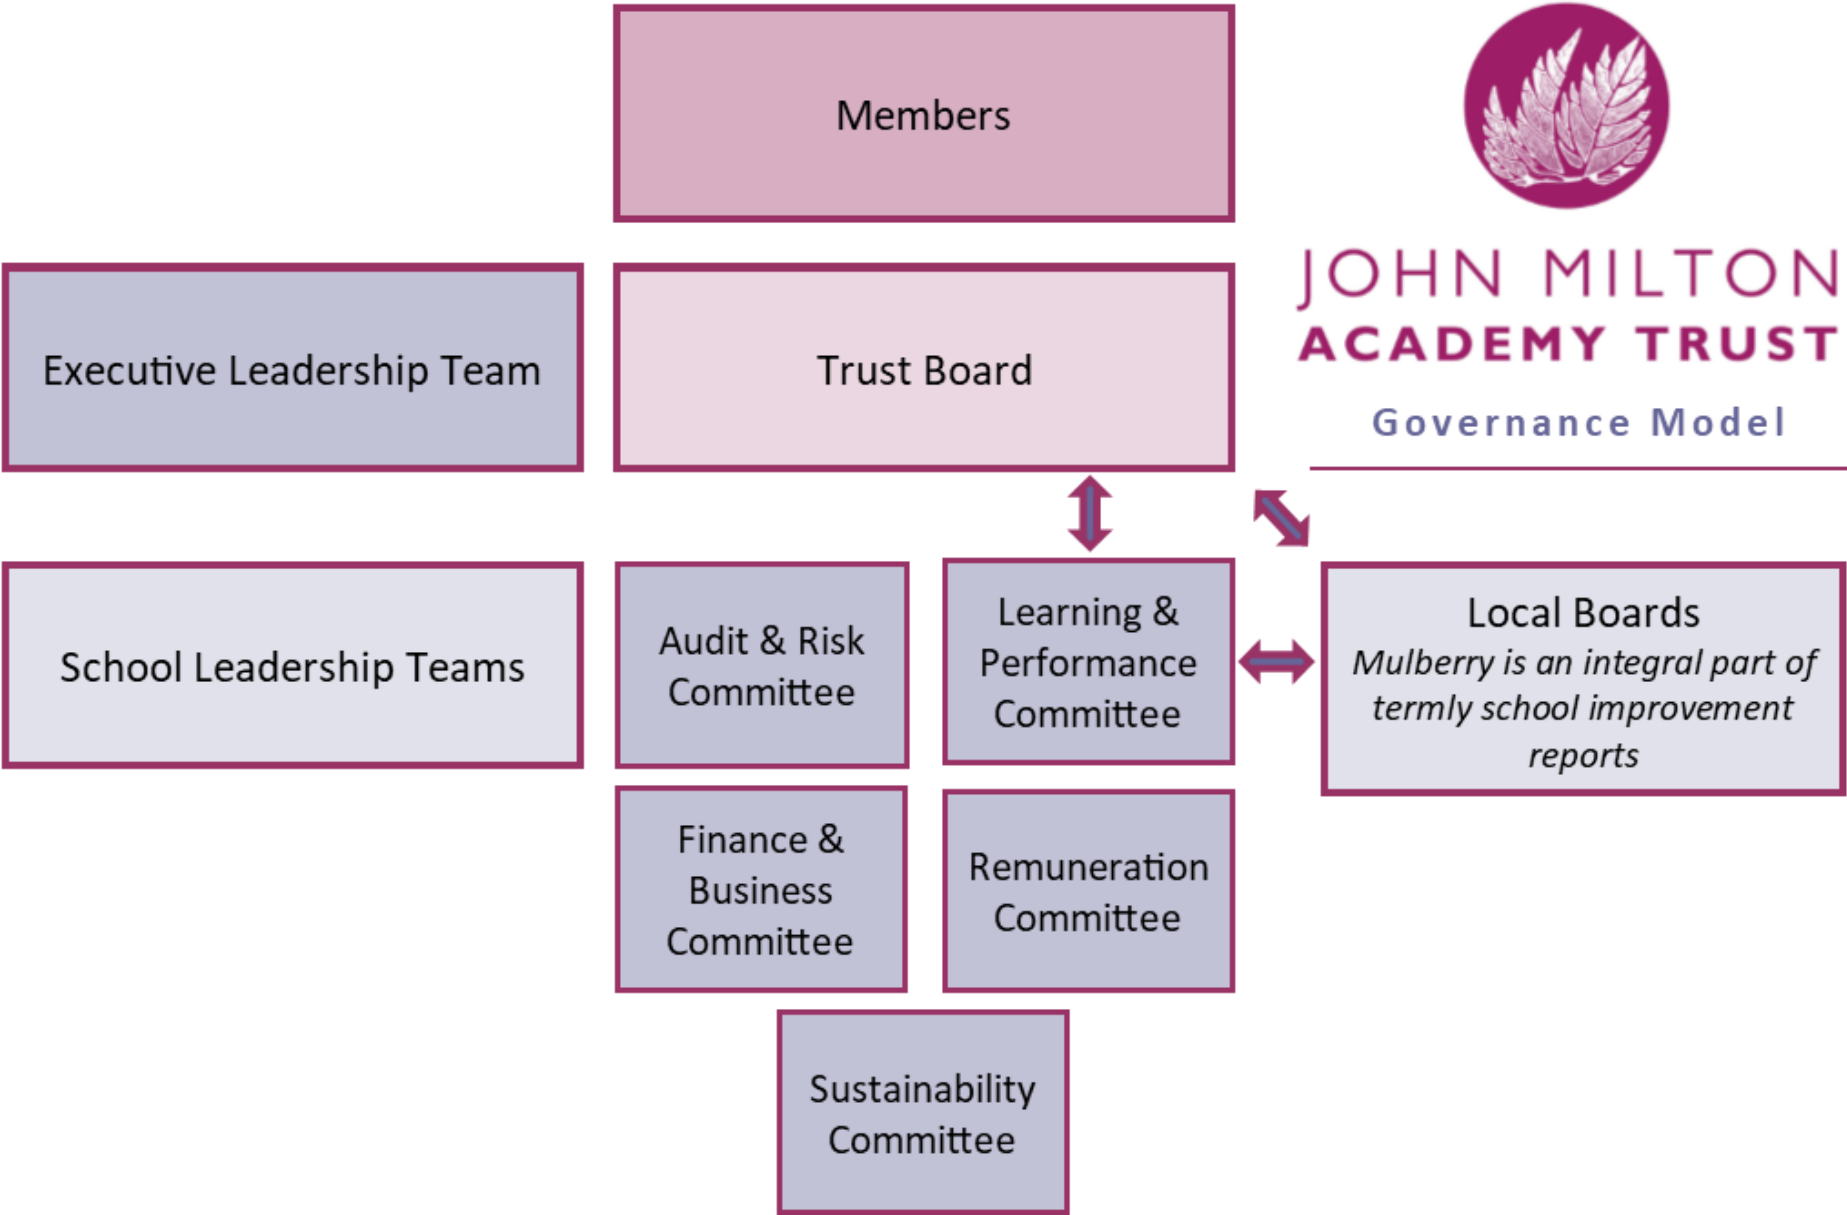 Members
JOHN MILTON
ACADEMY TRUST
Governance Model
Executive Leadership Team
Trust Board
School Leadership Teams
Audit & Risk
Committee
Learning &
Performance
Committee
Local Boards
Mulberry is an integral part of
termly school improvement
reports
Finance &
Business
Committee
Remuneration
Committee
Sustainability
Committee